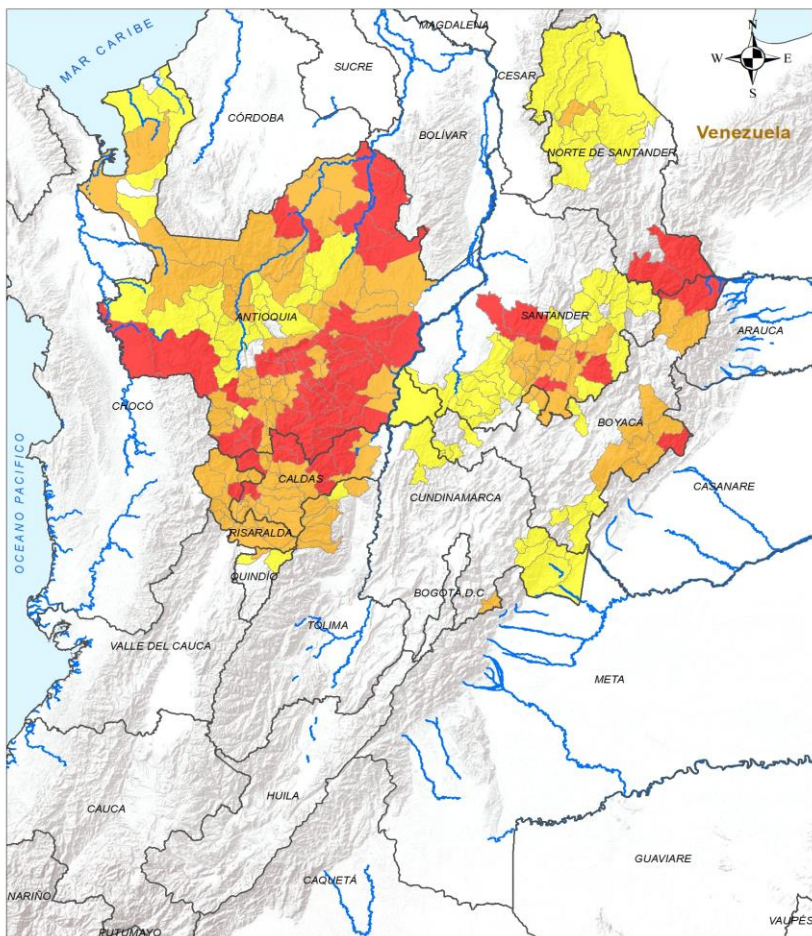 MAGDALENA
N
MAR CARIBE
SUCRE
CESAR
W
E
S
CÓRDOBA
BOLÍVAR
Venezuela
NORTE DE SANTANDER
ANTIOQUIA
SANTANDER
ARAUCA
CHOCÓ
BOYACA
CALDAS
CASANARE
CUNDINAMARCA
OCEANO PACIFICO
RISARALDA
QUINDÍO
BOGOTÁ D.C
TOLIMA
VALLE DEL CAUCA
META
HUILA
CAUCA
GUAVIARE
CAQUETÁ
NARIÑO
VAUPÉS
PUTUMAYO